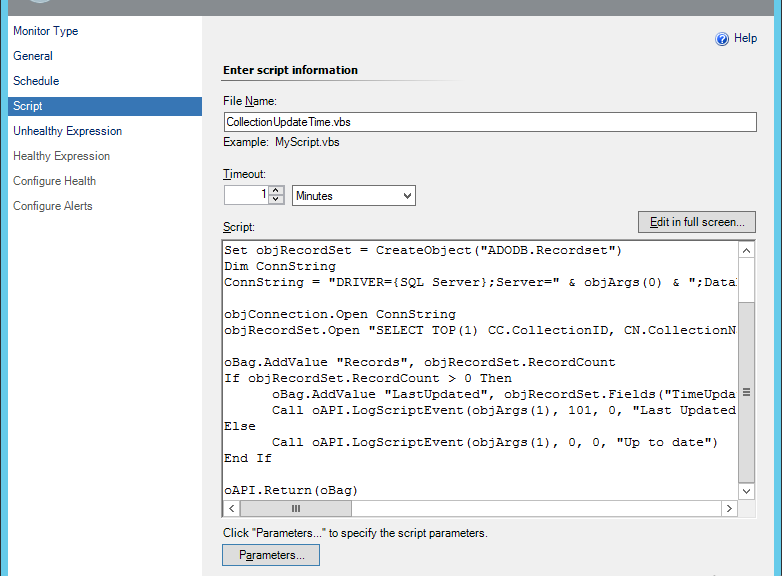 Monitor Type
General
Schedule
Script
Unhealthy Expression
Healthy Expression
Configure Health
Configure Alerts
Help
Enter script information
File Name:
CollectionUpdateTime.vbs
Example: MyScript.vbs
Timeout:
1 Minutes
Edit in full screen...
Script:
Set objRecordSet = CreateObject("ADODB.Recordset")
Dim ConnString
ConnString = "DRIVER={SQL Server};Server=" & objArgs(0) & ";Data
objConnection.Open ConnString
objRecordSet.Open "SELECT TOP(1) CC.CollectionID, CN.CollectionN
oBag.AddValue "Records", objRecordSet.RecordCount
If objRecordSet.RecordCount > 0 Then
oBag.AddValue "LastUpdated", objRecordSet.Fields("TimeUpda
Call oAPI.LogScriptEvent(objArgs(1), 101, 0, "Last Updated
Else
Call oAPI.LogScriptEvent(objArgs(1), 0, 0, "Up to date")
End If
oAPI.Return(oBag)
Click "Parameters..." to specify the script parameters.
Parameters...